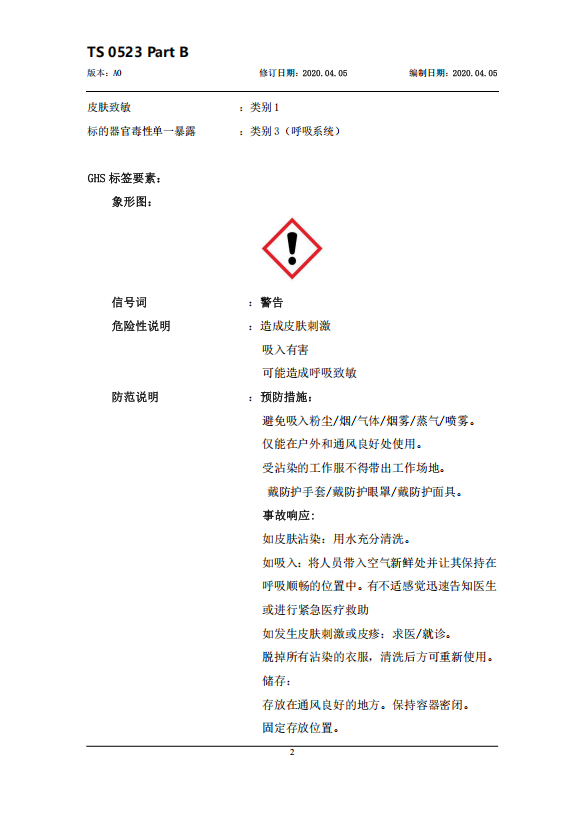 TS 0523 Part B
版本：A0 修订日期：2020.04.05 编制日期：2020.04.05
皮肤致敏 ：类别 1
标的器官毒性单一暴露 ：类别 3（呼吸系统）
GHS 标签要素：
象形图：
信号词 ：警告
危险性说明 ：造成皮肤刺激
吸入有害
可能造成呼吸致敏
防范说明 ：预防措施：
避免吸入粉尘/烟/气体/烟雾/蒸气/喷雾。
仅能在户外和通风良好处使用。
受沾染的工作服不得带出工作场地。
戴防护手套/戴防护眼罩/戴防护面具。
事故响应:
如皮肤沾染：用水充分清洗。
如吸入：将人员带入空气新鲜处并让其保持在
呼吸顺畅的位置中。有不适感觉迅速告知医生
或进行紧急医疗救助
如发生皮肤刺激或皮疹：求医/就诊。
脱掉所有沾染的衣服，清洗后方可重新使用。
储存：
存放在通风良好的地方。保持容器密闭。
固定存放位置。
2